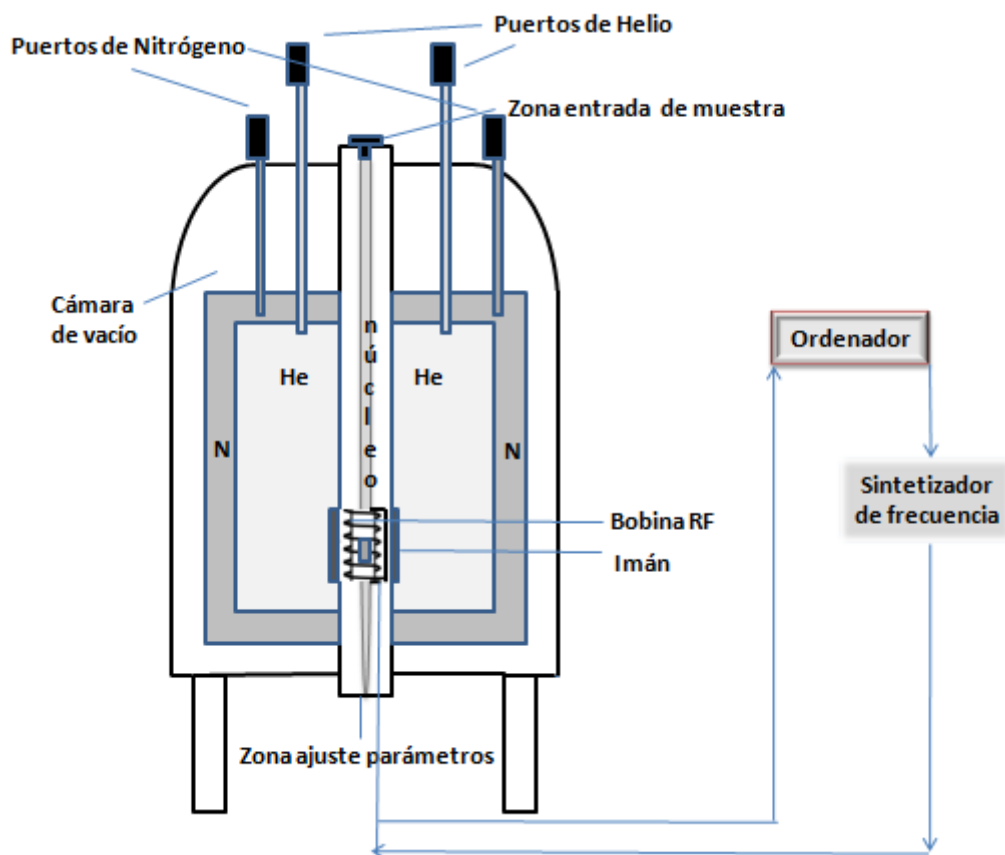 Puertos de Helio
Puertos de Nitrógeno
Zona entrada de muestra
Cámara
de vacío
núcleo
He
He
N
N
Ordenador
Sintetizador
de frecuencia
Bobina RF
Imán
Zona ajuste parámetros